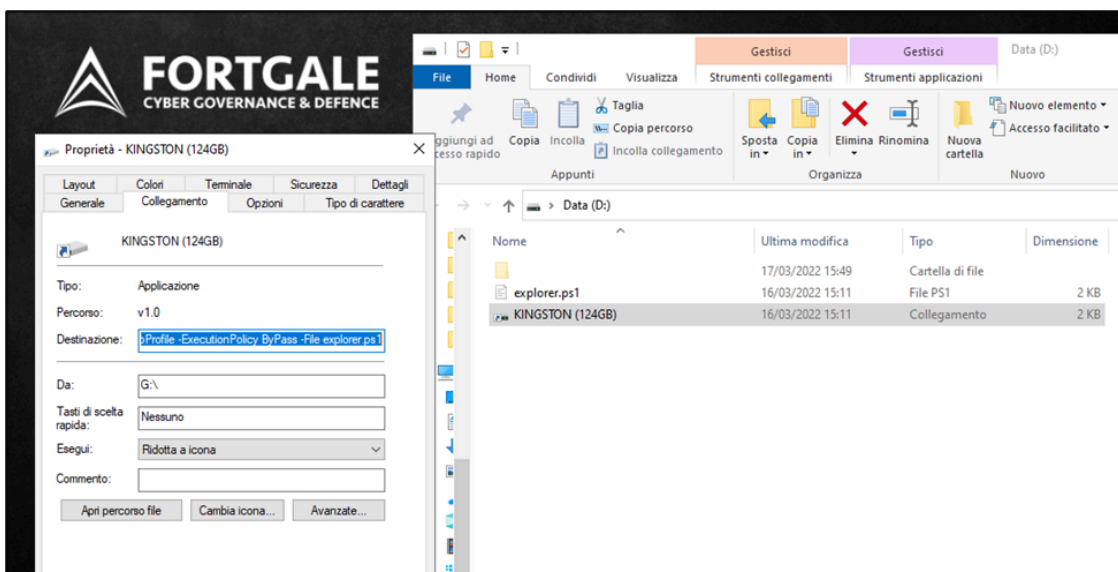 FORTGALE
CYBER GOVERNANCE & DEFENCE
Proprietà - KINGSTON (124GB)
Layout Colori Terminale Sicurezza Dettagli
Generale Collegamento Opzioni Tipo di carattere
KINGSTON (124GB)
Tipo: Applicazione
Percorso: v1.0
Destinazione: oProfile -ExecutionPolicy ByPass -File explorer.ps1
Da: G:\
Tasti di scelta rapida: Nessuno
Esegui: Ridotta a icona
Commento:
Apri percorso file Cambia icona... Avanzate...
Gestisci Gestisci Data (D:)
File Home Condividi Visualizza Strumenti collegamenti Strumenti applicazioni
ggiungi ad
cesso rapido
Copia
Incolla
Taglia
Copia percorso
Incolla collegamento
Appunti
Sposta in
Copia in
Elimina
Rinomina
Organizza
Nuova cartella
Nuovo elemento
Accesso facilitato
Nuovo
> Data (D:)
Nome Ultima modifica Tipo Dimensione
17/03/2022 15:49 Cartella di file
explorer.ps1 16/03/2022 15:11 File PS1 2 KB
KINGSTON (124GB) 16/03/2022 15:11 Collegamento 2 KB